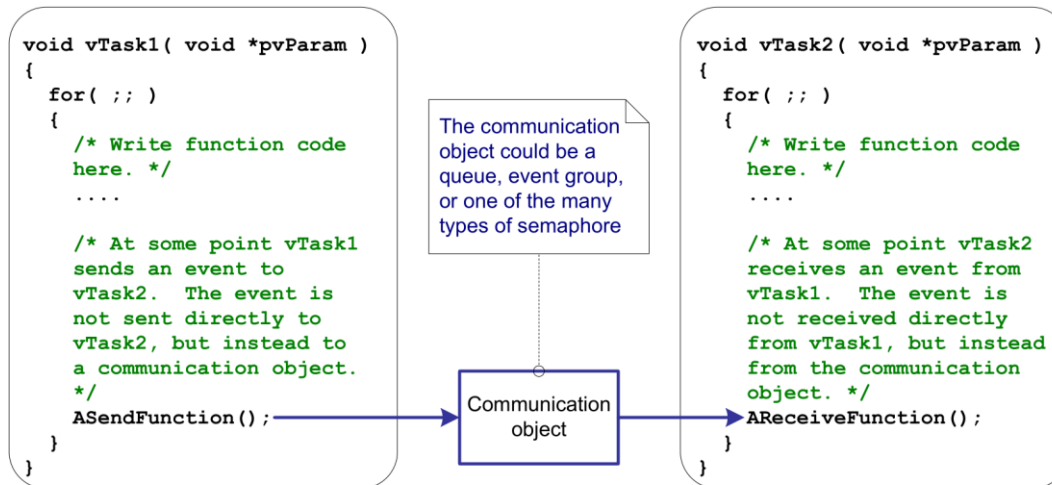 void vTask1( void *pvParam )
{
for( ;; )
{
/* Write function code
here. */
....
/* At some point vTask1
sends an event to
vTask2.  The event is
not sent directly to
vTask2, but instead to
a communication object.
*/
ASendFunction();
}
}
The communication
object could be a
queue, event group,
or one of the many
types of semaphore
Communication
object
void vTask2( void *pvParam )
{
for( ;; )
{
/* Write function code
here. */
....
/* At some point vTask2
receives an event from
vTask1.  The event is
not received directly
from vTask1, but instead
from the communication
object. */
AReceiveFunction();
}
}